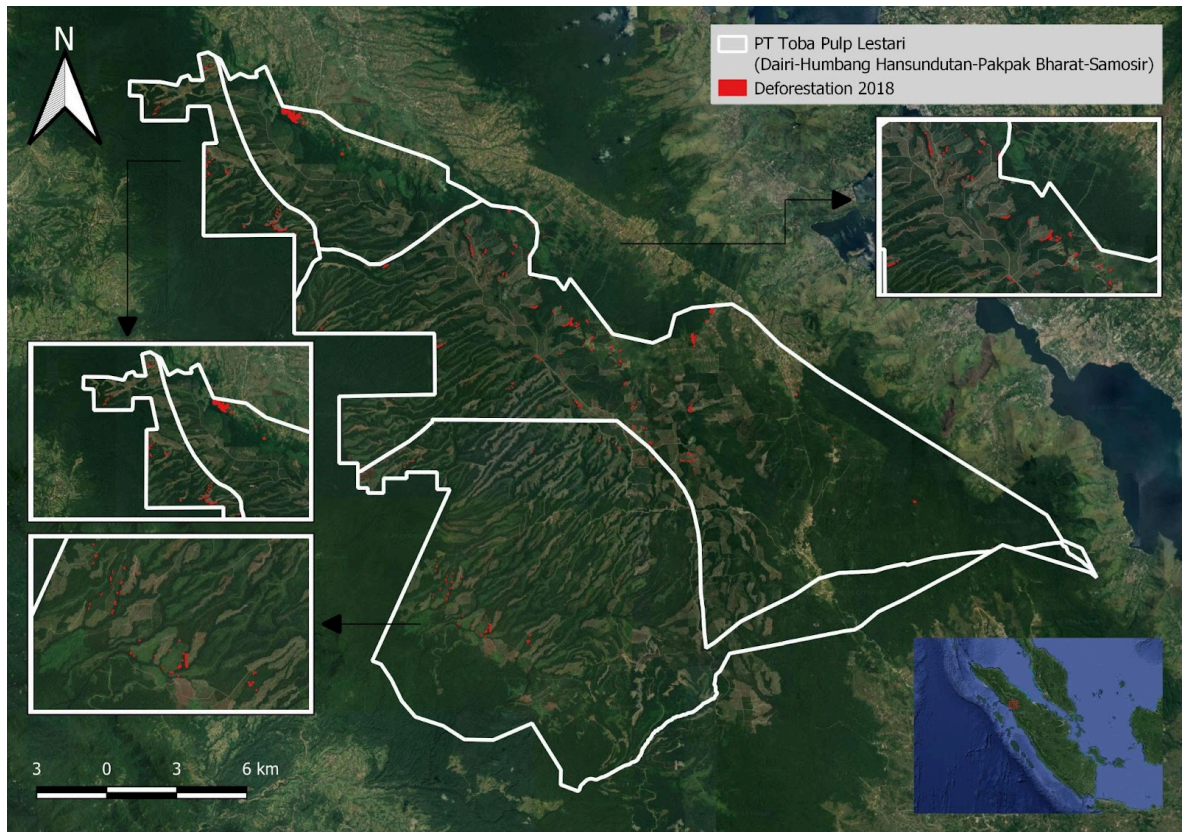 N
PT Toba Pulp Lestari
(Dairi-Humbang Hansundutan-Pakpak Bharat-Samosir)
Deforestation 2018
3 0 3 6 km